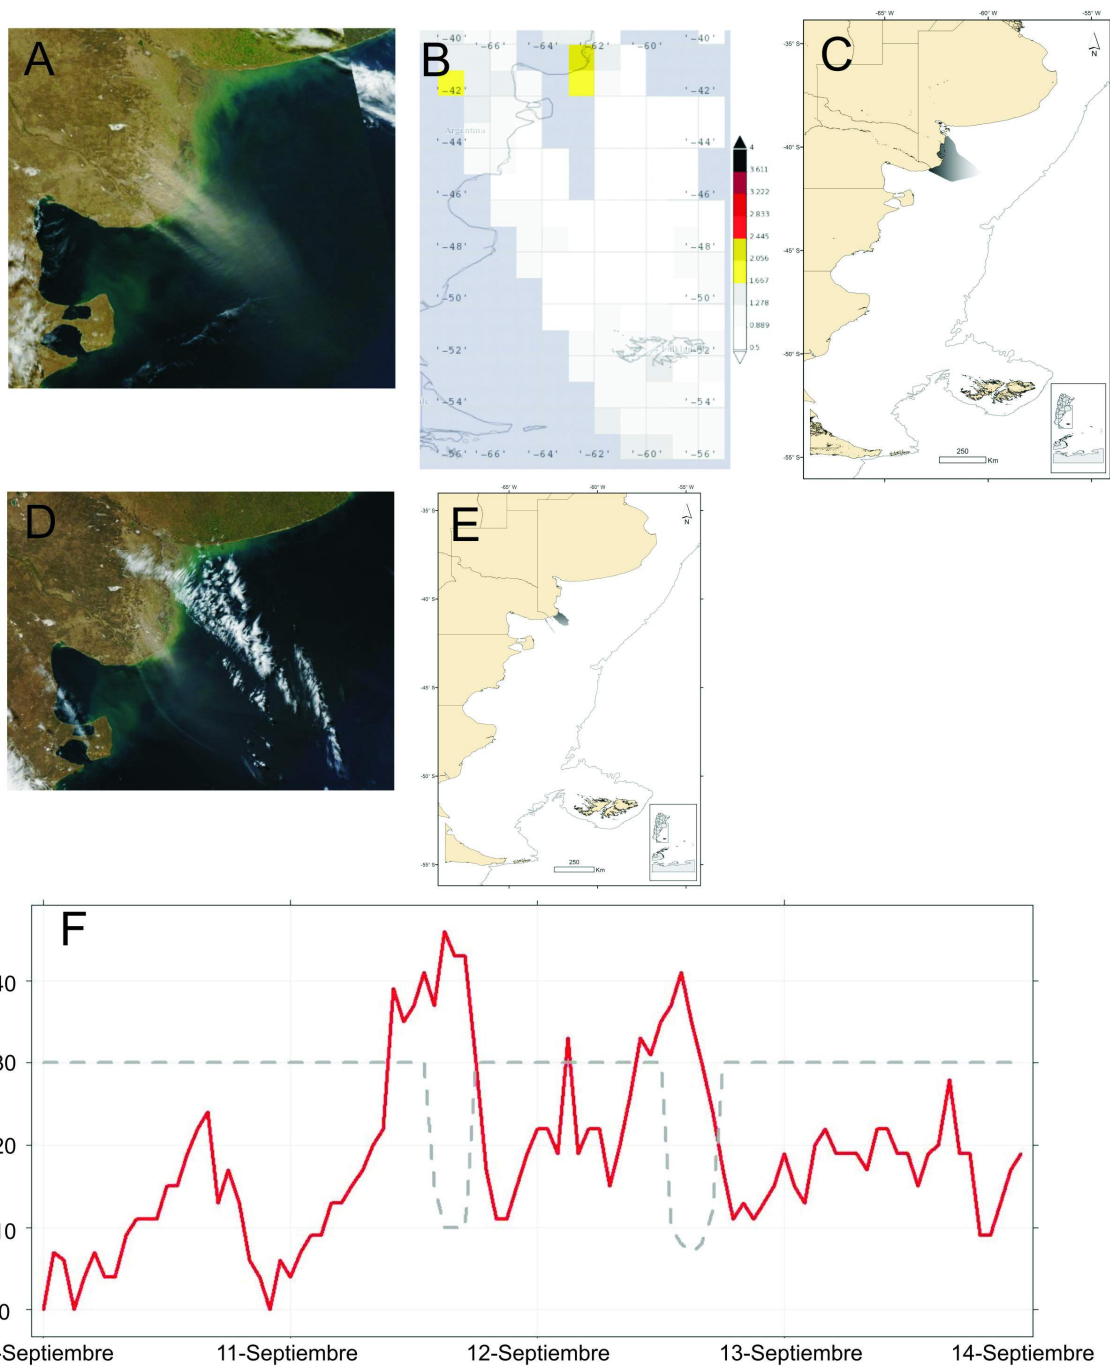 A
B
'-40'
'-66'
'-64'
'-62'
'-60'
'-40'
'-42'
'-42'
Argentina
'-44'
'-44'
'-46'
'-46'
'-48'
'-48'
'-50'
'-50'
'-52'
'-52'
'-54'
'-54'
'-56'
'-66'
'-64'
'-62'
'-60'
'-56'
4
3.611
3.222
2.833
2.445
2.056
1.667
1.278
0.889
0.5
C
-65° W
-60° W
-55° W
-35° S
-40° S
-45° S
-50° S
-55° S
N
250
Km
D
E
-65° W
-60° W
-65° W
-35° S
-40° S
-45° S
-50° S
-55° S
N
250
Km
F
40
30
20
10
0
-Septiembre
11-Septiembre
12-Septiembre
13-Septiembre
14-Septiembre